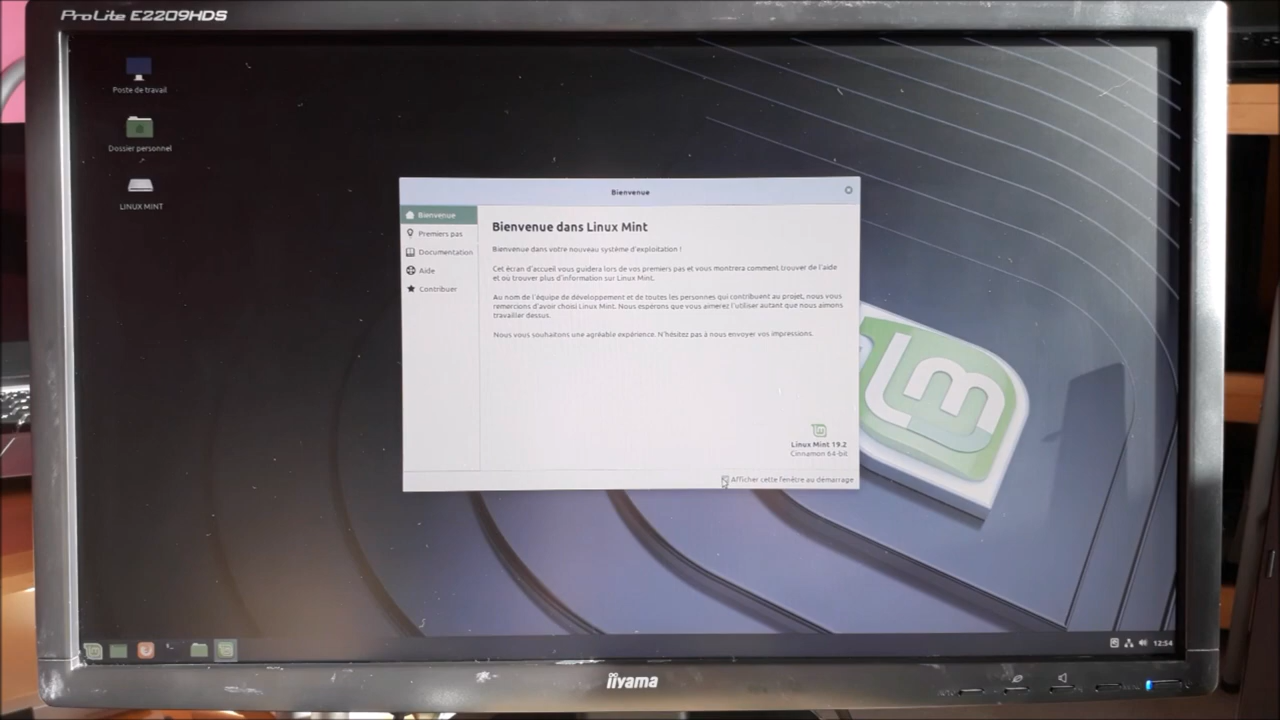 ProLite E2209HDS
Poste de travail
Dossier personnel
LINUX MINT
Bienvenue
Bienvenue
Premiers pas
Documentation
Aide
Contribuer
Bienvenue dans Linux Mint
Bienvenue dans votre nouveau système d'exploitation !
Cet écran d'accueil vous guidera lors de vos premiers pas et vous montrera comment trouver de l'aide
et où trouver plus d'information sur Linux Mint.
Au nom de l'équipe de développement et de toutes les personnes qui contribuent au projet, nous vous
remercions d'avoir choisi Linux Mint. Nous espérons que vous aimerez l'utiliser autant que nous aimons
travailler dessus.
Nous vous souhaitons une agréable expérience. N'hésitez pas à nous envoyer vos impressions.
Linux Mint 19.2
Cinnamon 64-bit
Afficher cette fenêtre au démarrage
lm
12:54
iiyama